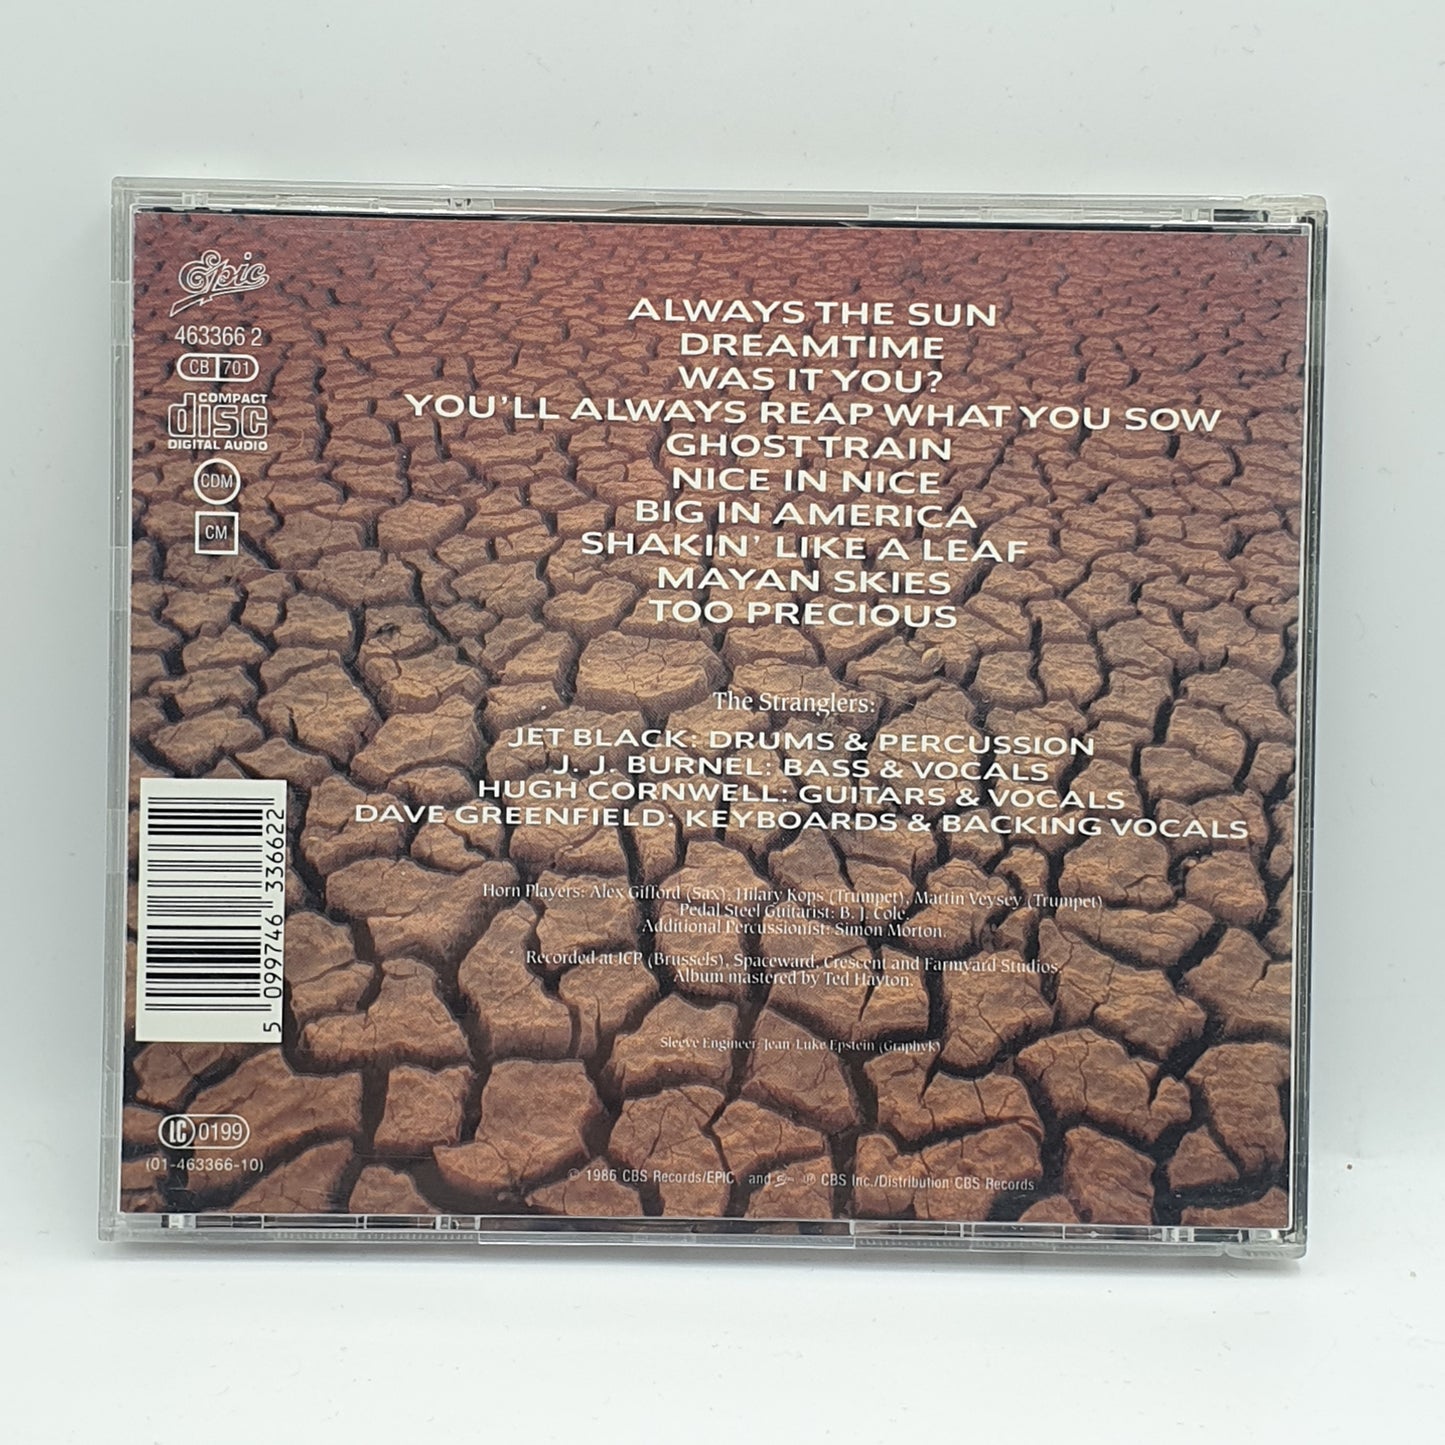 Epic
463366 2
CB 701
COMPACT
disc
DIGITAL AUDIO
CDM
CM
ALWAYS THE SUN
DREAMTIME
WAS IT YOU?
YOU'LL ALWAYS REAP WHAT YOU SOW
GHOST TRAIN
NICE IN NICE
BIG IN AMERICA
SHAKIN' LIKE A LEAF
MAYAN SKIES
TOO PRECIOUS
The Stranglers:
JET BLACK: DRUMS & PERCUSSION
J. J. BURNEL: BASS & VOCALS
HUGH CORNWELL: GUITARS & VOCALS
DAVE GREENFIELD: KEYBOARDS & BACKING VOCALS
Horn Players: Alex Gifford (Sax), Hilary Kops (Trumpet), Martin Veysey (Trumpet)
Pedal Steel Guitarist: B. J. Cole.
Additional Percussionist: Simon Morton.
Recorded at ICP (Brussels), Spaceward, Crescent and Farmyard Studios.
Album mastered by Ted Hayton.
Sleeve Engineer: Jean-Luke Epstein (Graphyk)
5 099746 336622
LC 0199
(01-463366-10)
© 1986 CBS Records/EPIC and ℗ CBS Inc./Distribution CBS Records